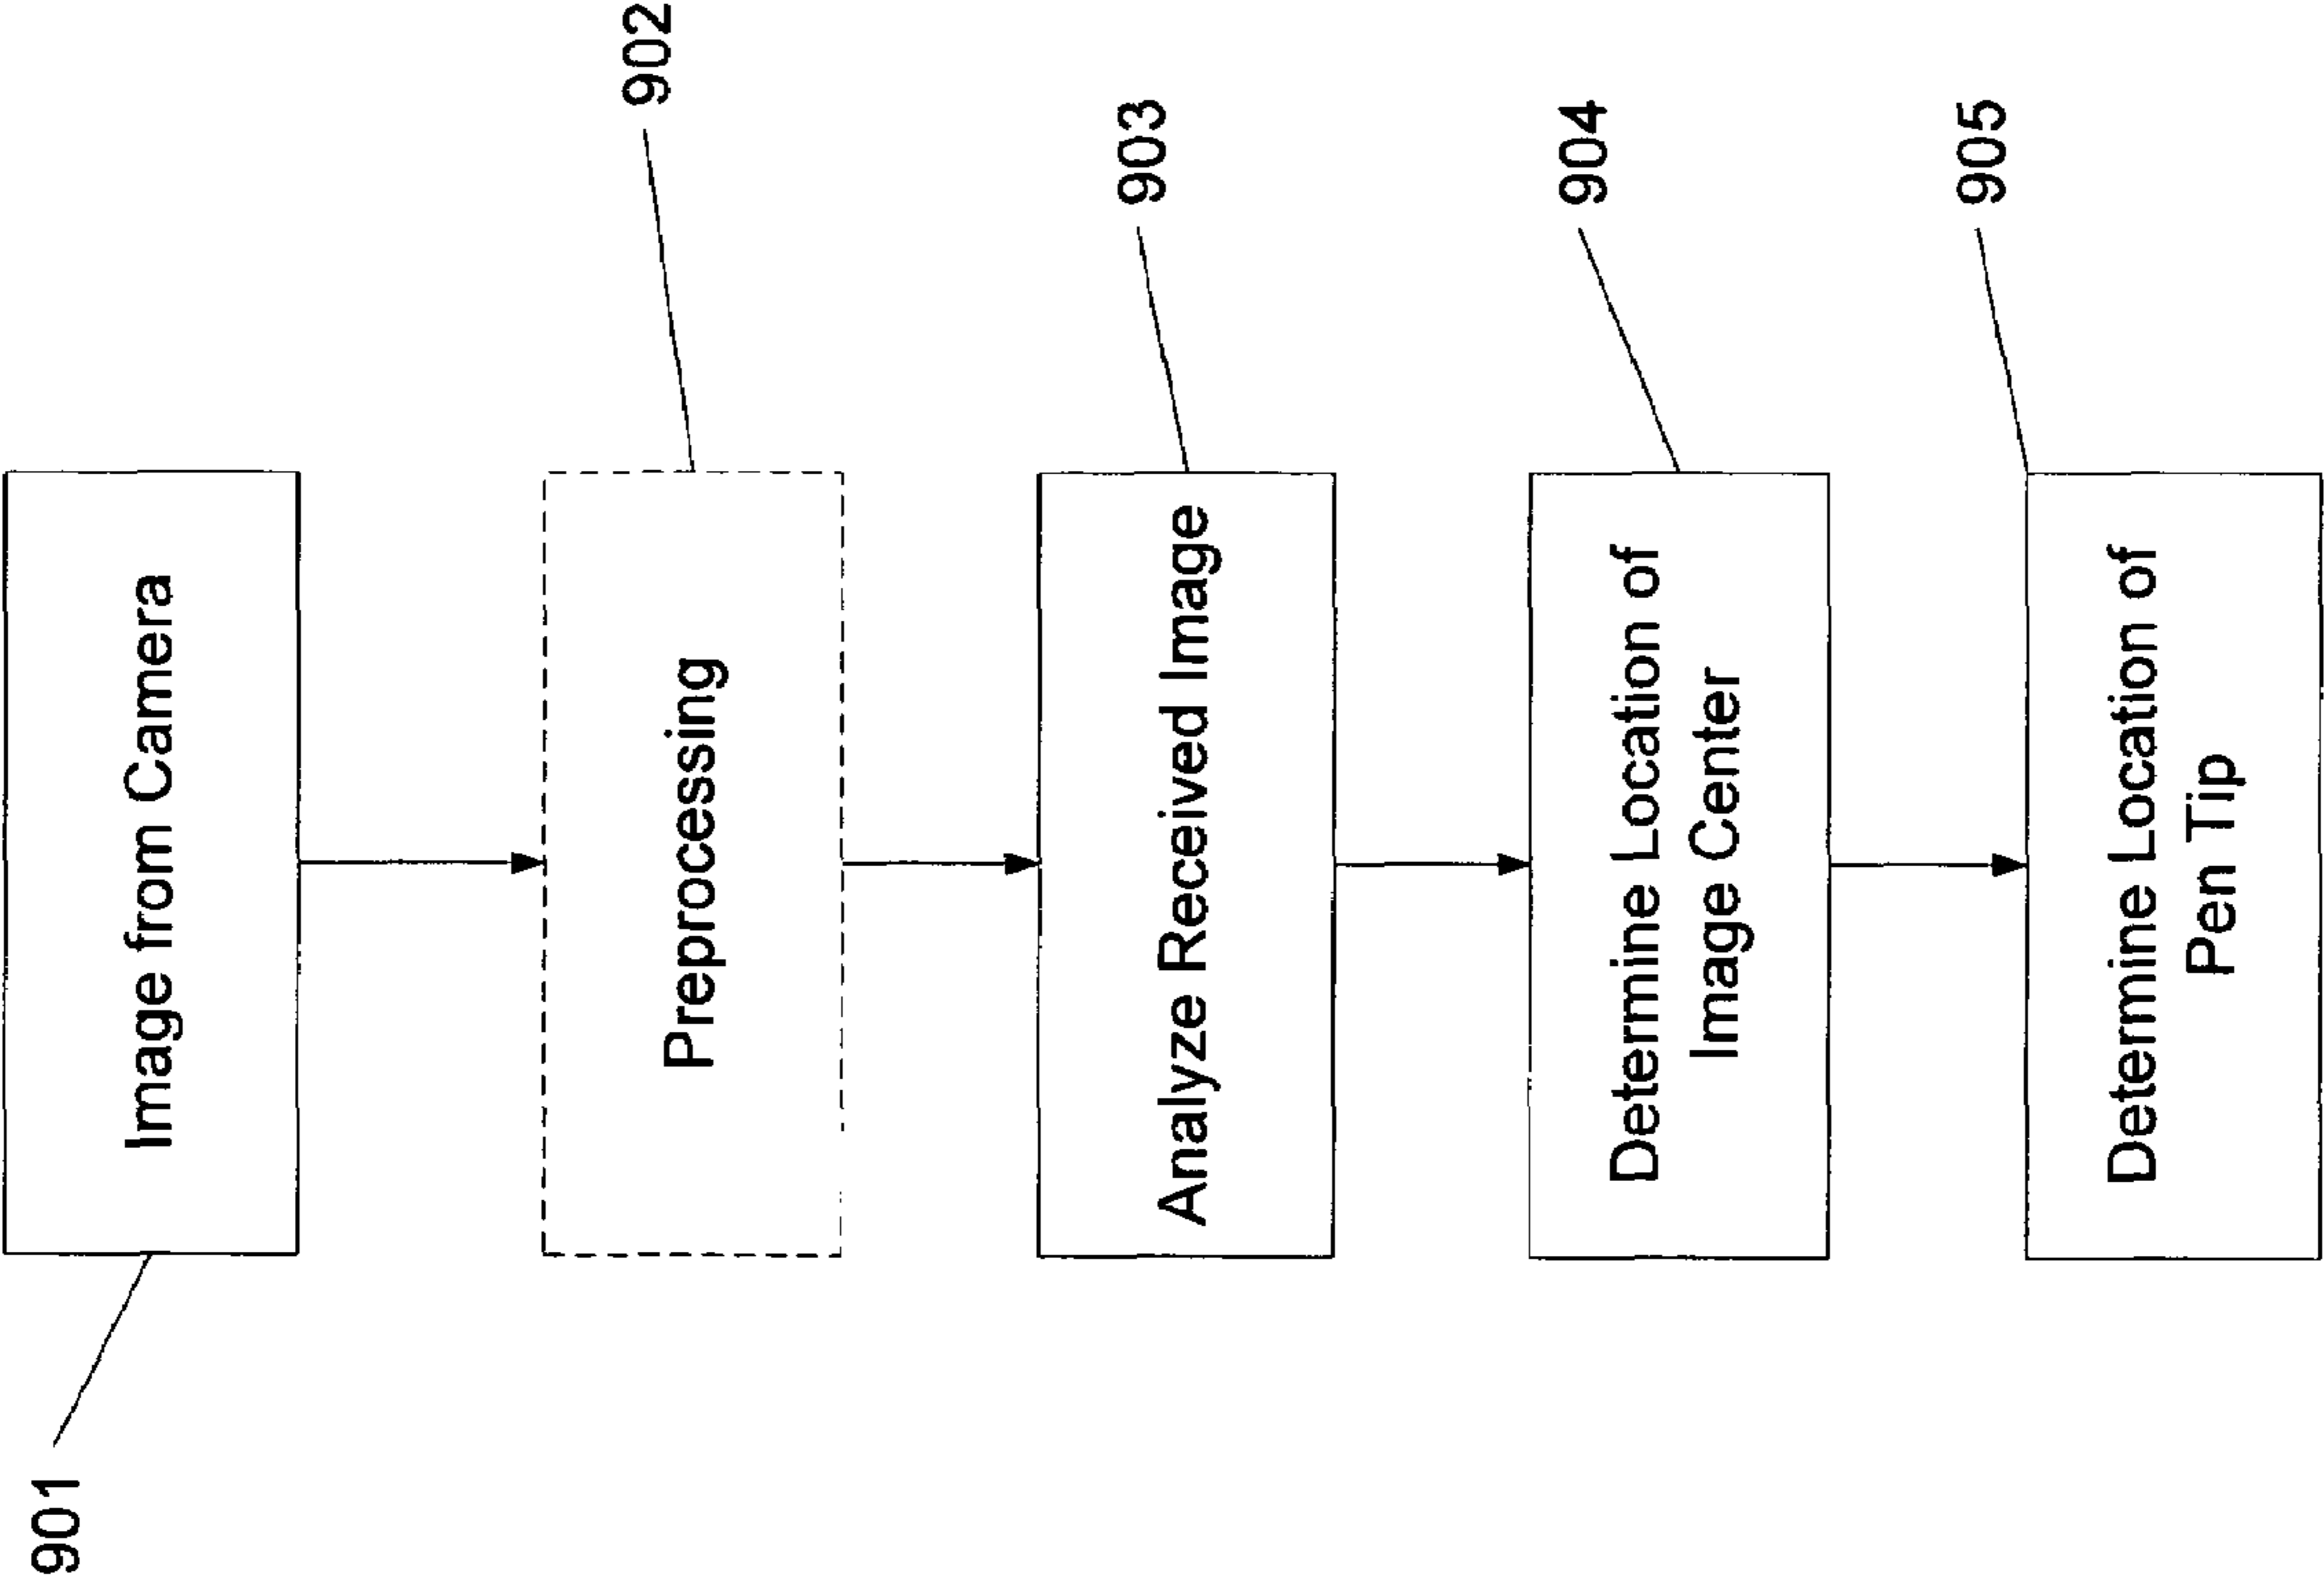 901
Image from Camera
902
Preprocessing
903
Analyze Received Image
904
Determine Location of
Image Center
905
Determine Location of
Pen Tip